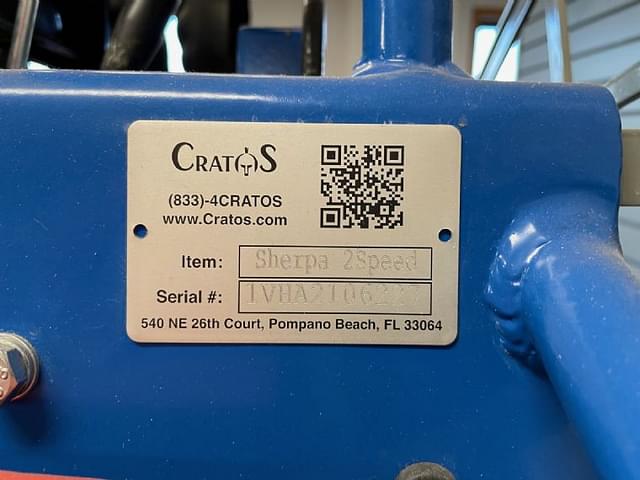 CRATOS
(833)-4CRATOS
www.Cratos.com
Item: Sherpa 2Speed
Serial #:
540 NE 26th Court, Pompano Beach, FL 33064